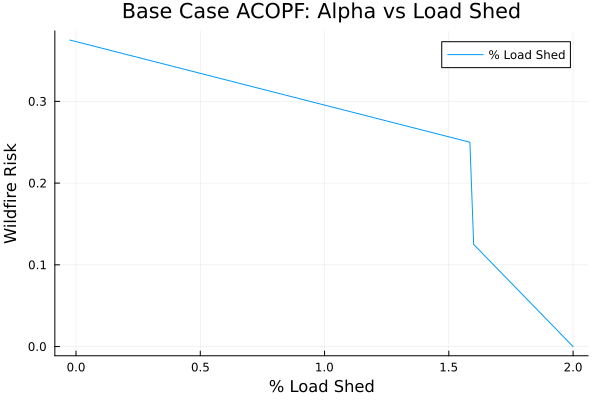 Base Case ACOPF: Alpha vs Load Shed
% Load Shed
Wildfire Risk
0.3
0.2
0.1
0.0
0.0 0.5 1.0 1.5 2.0
% Load Shed